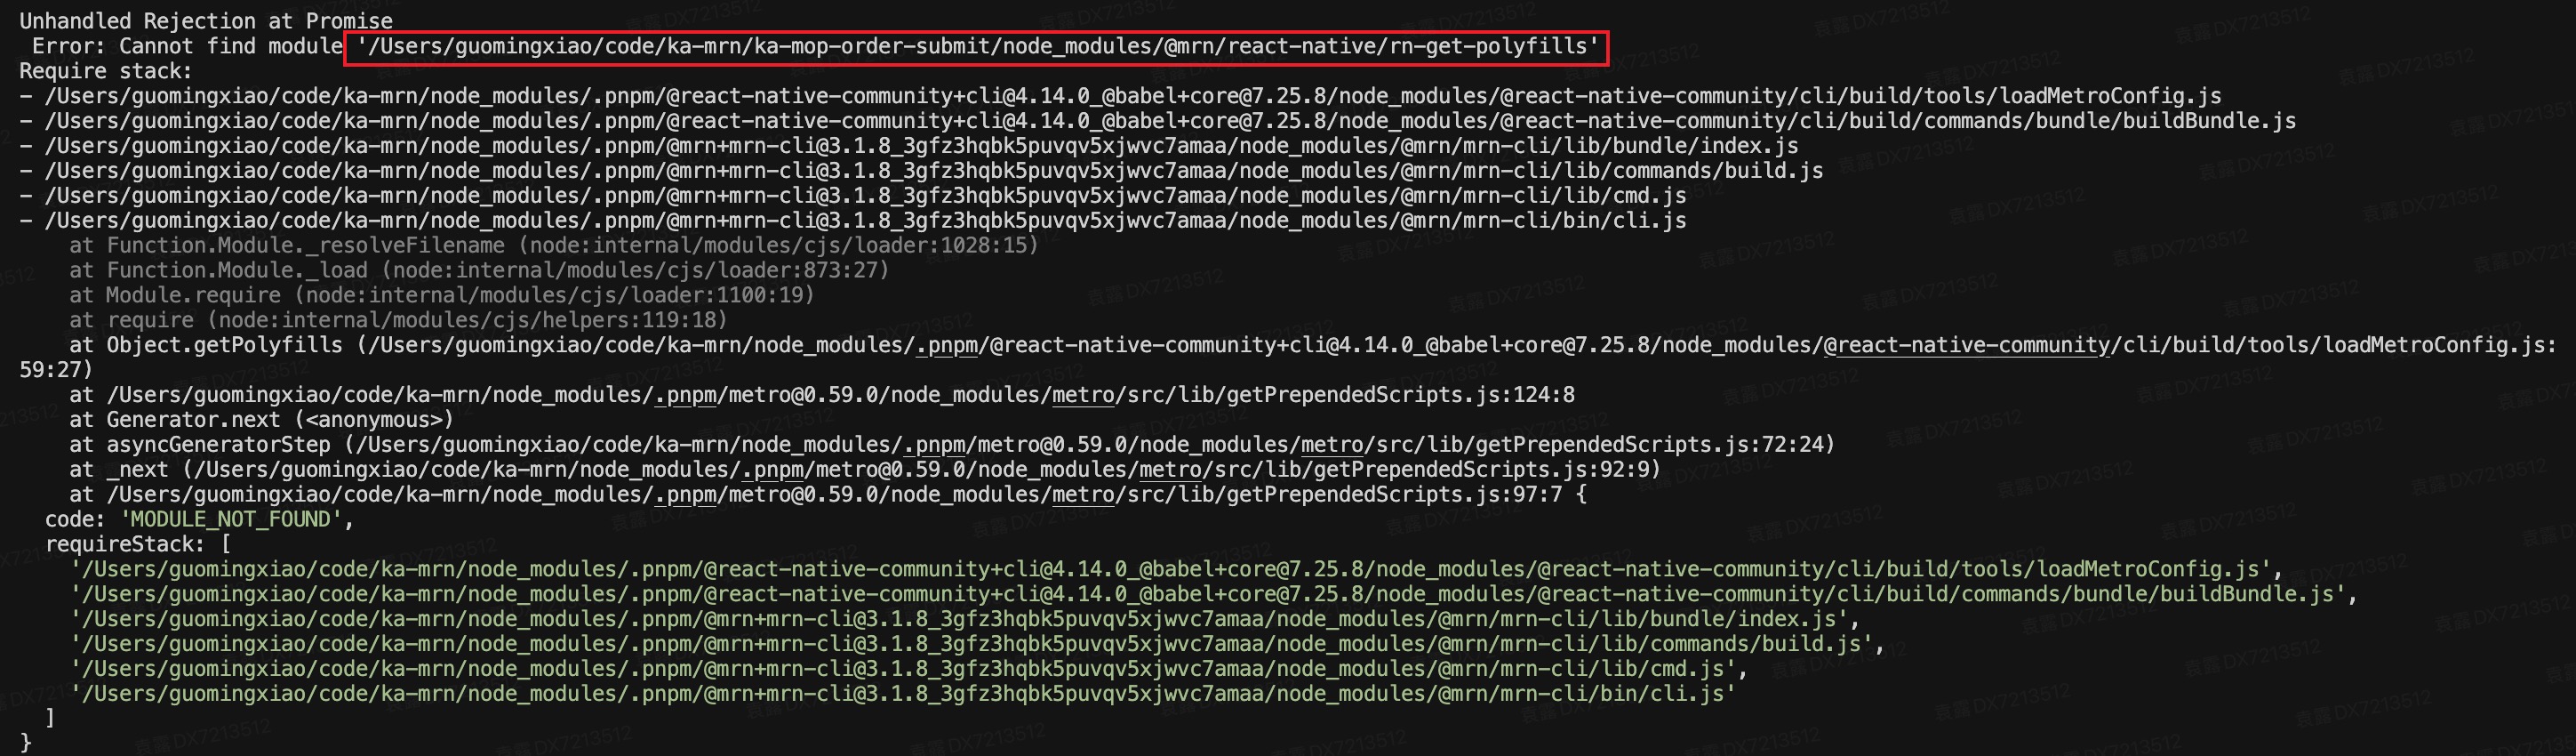 Unhandled Rejection at Promise
Error: Cannot find module '/Users/guomingxiao/code/ka-mrn/ka-mop-order-submit/node_modules/@mrn/react-native/rn-get-polyfills'
Require stack:
- /Users/guomingxiao/code/ka-mrn/node_modules/.pnpm/@react-native-community+cli@4.14.0_@babel+core@7.25.8/node_modules/@react-native-community/cli/build/tools/loadMetroConfig.js
- /Users/guomingxiao/code/ka-mrn/node_modules/.pnpm/@react-native-community+cli@4.14.0_@babel+core@7.25.8/node_modules/@react-native-community/cli/build/commands/bundle/buildBundle.js
- /Users/guomingxiao/code/ka-mrn/node_modules/.pnpm/@mrn+mrn-cli@3.1.8_3gfz3hqbk5puvqv5xjwvc7amaa/node_modules/@mrn/mrn-cli/lib/bundle/index.js
- /Users/guomingxiao/code/ka-mrn/node_modules/.pnpm/@mrn+mrn-cli@3.1.8_3gfz3hqbk5puvqv5xjwvc7amaa/node_modules/@mrn/mrn-cli/lib/commands/build.js
- /Users/guomingxiao/code/ka-mrn/node_modules/.pnpm/@mrn+mrn-cli@3.1.8_3gfz3hqbk5puvqv5xjwvc7amaa/node_modules/@mrn/mrn-cli/lib/cmd.js
- /Users/guomingxiao/code/ka-mrn/node_modules/.pnpm/@mrn+mrn-cli@3.1.8_3gfz3hqbk5puvqv5xjwvc7amaa/node_modules/@mrn/mrn-cli/bin/cli.js
at Function.Module._resolveFilename (node:internal/modules/cjs/loader:1028:15)
at Function.Module._load (node:internal/modules/cjs/loader:873:27)
at Module.require (node:internal/modules/cjs/loader:1100:19)
at require (node:internal/modules/cjs/helpers:119:18)
at Object.getPolyfills (/Users/guomingxiao/code/ka-mrn/node_modules/.pnpm/@react-native-community+cli@4.14.0_@babel+core@7.25.8/node_modules/@react-native-community/cli/build/tools/loadMetroConfig.js:
59:27)
at /Users/guomingxiao/code/ka-mrn/node_modules/.pnpm/metro@0.59.0/node_modules/metro/src/lib/getPrependedScripts.js:124:8
at Generator.next (<anonymous>)
at asyncGeneratorStep (/Users/guomingxiao/code/ka-mrn/node_modules/.pnpm/metro@0.59.0/node_modules/metro/src/lib/getPrependedScripts.js:72:24)
at _next (/Users/guomingxiao/code/ka-mrn/node_modules/.pnpm/metro@0.59.0/node_modules/metro/src/lib/getPrependedScripts.js:92:9)
at /Users/guomingxiao/code/ka-mrn/node_modules/.pnpm/metro@0.59.0/node_modules/metro/src/lib/getPrependedScripts.js:97:7 {
code: 'MODULE_NOT_FOUND',
requireStack: [
'/Users/guomingxiao/code/ka-mrn/node_modules/.pnpm/@react-native-community+cli@4.14.0_@babel+core@7.25.8/node_modules/@react-native-community/cli/build/tools/loadMetroConfig.js',
'/Users/guomingxiao/code/ka-mrn/node_modules/.pnpm/@react-native-community+cli@4.14.0_@babel+core@7.25.8/node_modules/@react-native-community/cli/build/commands/bundle/buildBundle.js',
'/Users/guomingxiao/code/ka-mrn/node_modules/.pnpm/@mrn+mrn-cli@3.1.8_3gfz3hqbk5puvqv5xjwvc7amaa/node_modules/@mrn/mrn-cli/lib/bundle/index.js',
'/Users/guomingxiao/code/ka-mrn/node_modules/.pnpm/@mrn+mrn-cli@3.1.8_3gfz3hqbk5puvqv5xjwvc7amaa/node_modules/@mrn/mrn-cli/lib/commands/build.js',
'/Users/guomingxiao/code/ka-mrn/node_modules/.pnpm/@mrn+mrn-cli@3.1.8_3gfz3hqbk5puvqv5xjwvc7amaa/node_modules/@mrn/mrn-cli/lib/cmd.js',
'/Users/guomingxiao/code/ka-mrn/node_modules/.pnpm/@mrn+mrn-cli@3.1.8_3gfz3hqbk5puvqv5xjwvc7amaa/node_modules/@mrn/mrn-cli/bin/cli.js'
]
}